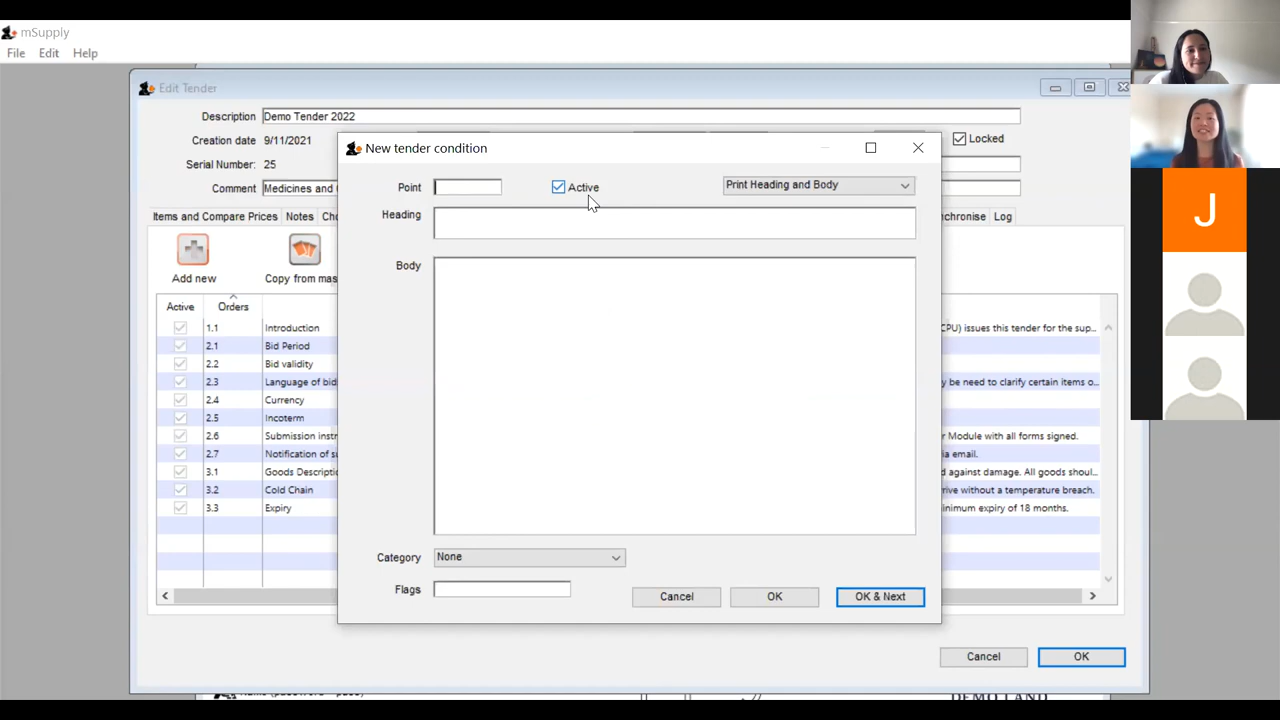 mSupply
File Edit Help
Edit Tender
Description Demo Tender 2022
Creation date 9/11/2021
Locked
Serial Number: 25
Comment Medicines and
Items and Compare Prices Notes
nchronise Log
Add new
Copy from mas
Active Orders
1.1 Introduction
CPU) issues this tender for the sup...
2.1 Bid Period
2.2 Bid validity
2.3 Language of bid
y be need to clarify certain items o...
2.4 Currency
2.5 Incoterm
2.6 Submission instr
r Module with all forms signed.
2.7 Notification of su
ia email.
3.1 Goods Descriptio
d against damage. All goods shoul...
3.2 Cold Chain
rive without a temperature breach.
3.3 Expiry
inimum expiry of 18 months.
Cancel OK
New tender condition
Point
Active
Print Heading and Body
Heading
Body
Category None
Flags
Cancel OK OK & Next
J
DEMO LAND